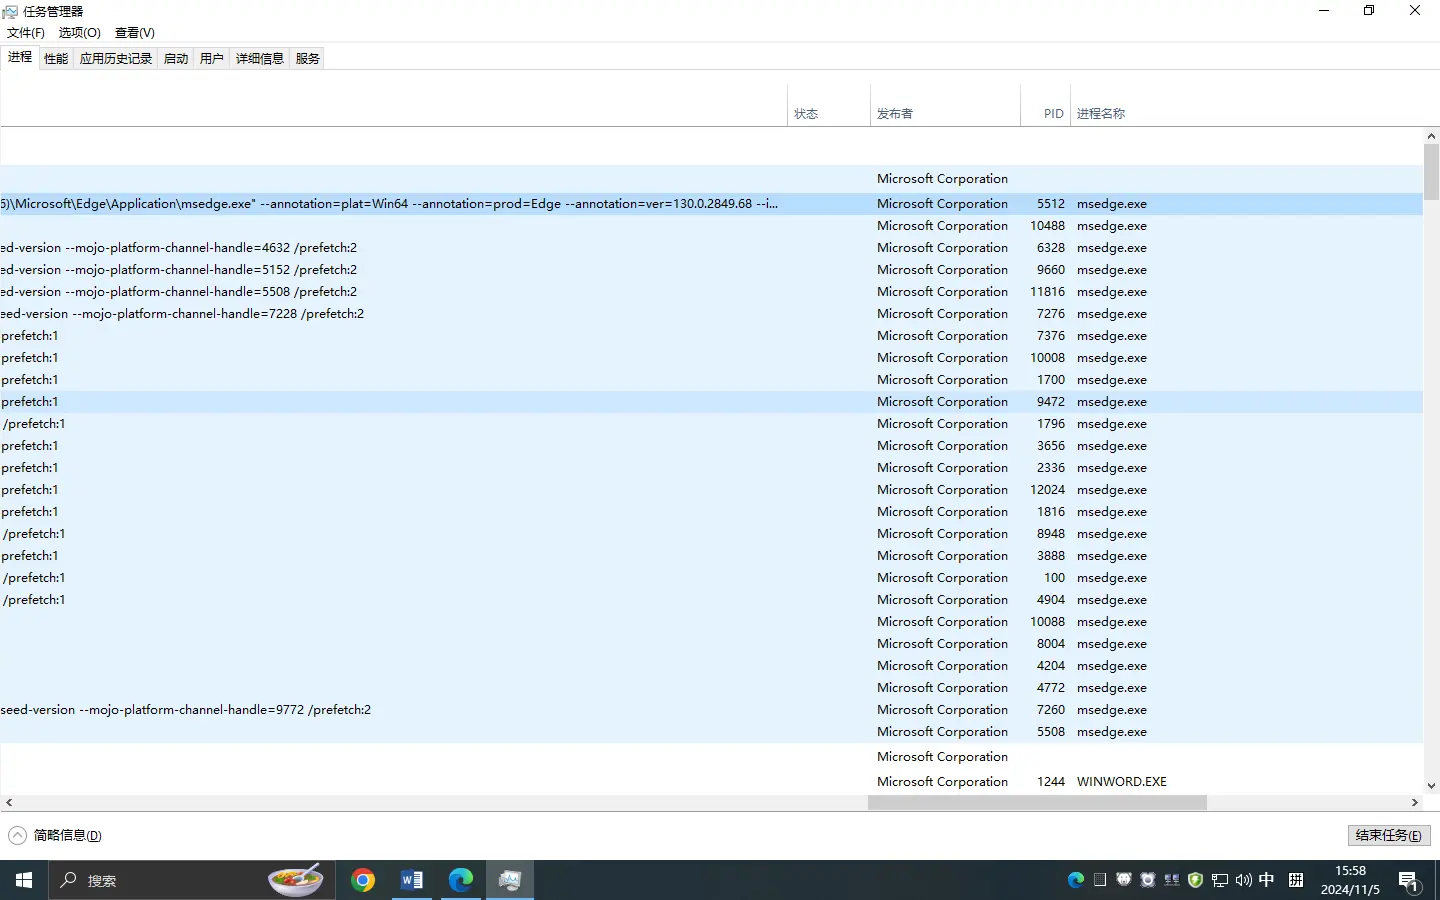 任务管理器
文件(F) 选项(O) 查看(V)
进程 性能 应用历史记录 启动 用户 详细信息 服务
状态 发布者 PID 进程名称
Microsoft Corporation
6)\Microsoft\Edge\Application\msedge.exe" --annotation=plat=Win64 --annotation=prod=Edge --annotation=ver=130.0.2849.68 --i... Microsoft Corporation 5512 msedge.exe
Microsoft Corporation 10488 msedge.exe
ed-version --mojo-platform-channel-handle=4632 /prefetch:2 Microsoft Corporation 6328 msedge.exe
ed-version --mojo-platform-channel-handle=5152 /prefetch:2 Microsoft Corporation 9660 msedge.exe
ed-version --mojo-platform-channel-handle=5508 /prefetch:2 Microsoft Corporation 11816 msedge.exe
eed-version --mojo-platform-channel-handle=7228 /prefetch:2 Microsoft Corporation 7276 msedge.exe
prefetch:1 Microsoft Corporation 7376 msedge.exe
prefetch:1 Microsoft Corporation 10008 msedge.exe
prefetch:1 Microsoft Corporation 1700 msedge.exe
prefetch:1 Microsoft Corporation 9472 msedge.exe
/prefetch:1 Microsoft Corporation 1796 msedge.exe
prefetch:1 Microsoft Corporation 3656 msedge.exe
prefetch:1 Microsoft Corporation 2336 msedge.exe
prefetch:1 Microsoft Corporation 12024 msedge.exe
prefetch:1 Microsoft Corporation 1816 msedge.exe
/prefetch:1 Microsoft Corporation 8948 msedge.exe
prefetch:1 Microsoft Corporation 3888 msedge.exe
/prefetch:1 Microsoft Corporation 100 msedge.exe
/prefetch:1 Microsoft Corporation 4904 msedge.exe
Microsoft Corporation 10088 msedge.exe
Microsoft Corporation 8004 msedge.exe
Microsoft Corporation 4204 msedge.exe
Microsoft Corporation 4772 msedge.exe
seed-version --mojo-platform-channel-handle=9772 /prefetch:2 Microsoft Corporation 7260 msedge.exe
Microsoft Corporation 5508 msedge.exe
Microsoft Corporation
Microsoft Corporation 1244 WINWORD.EXE
简略信息(D) 结束任务(E)
搜索 中 拼 15:58
2024/11/5 1